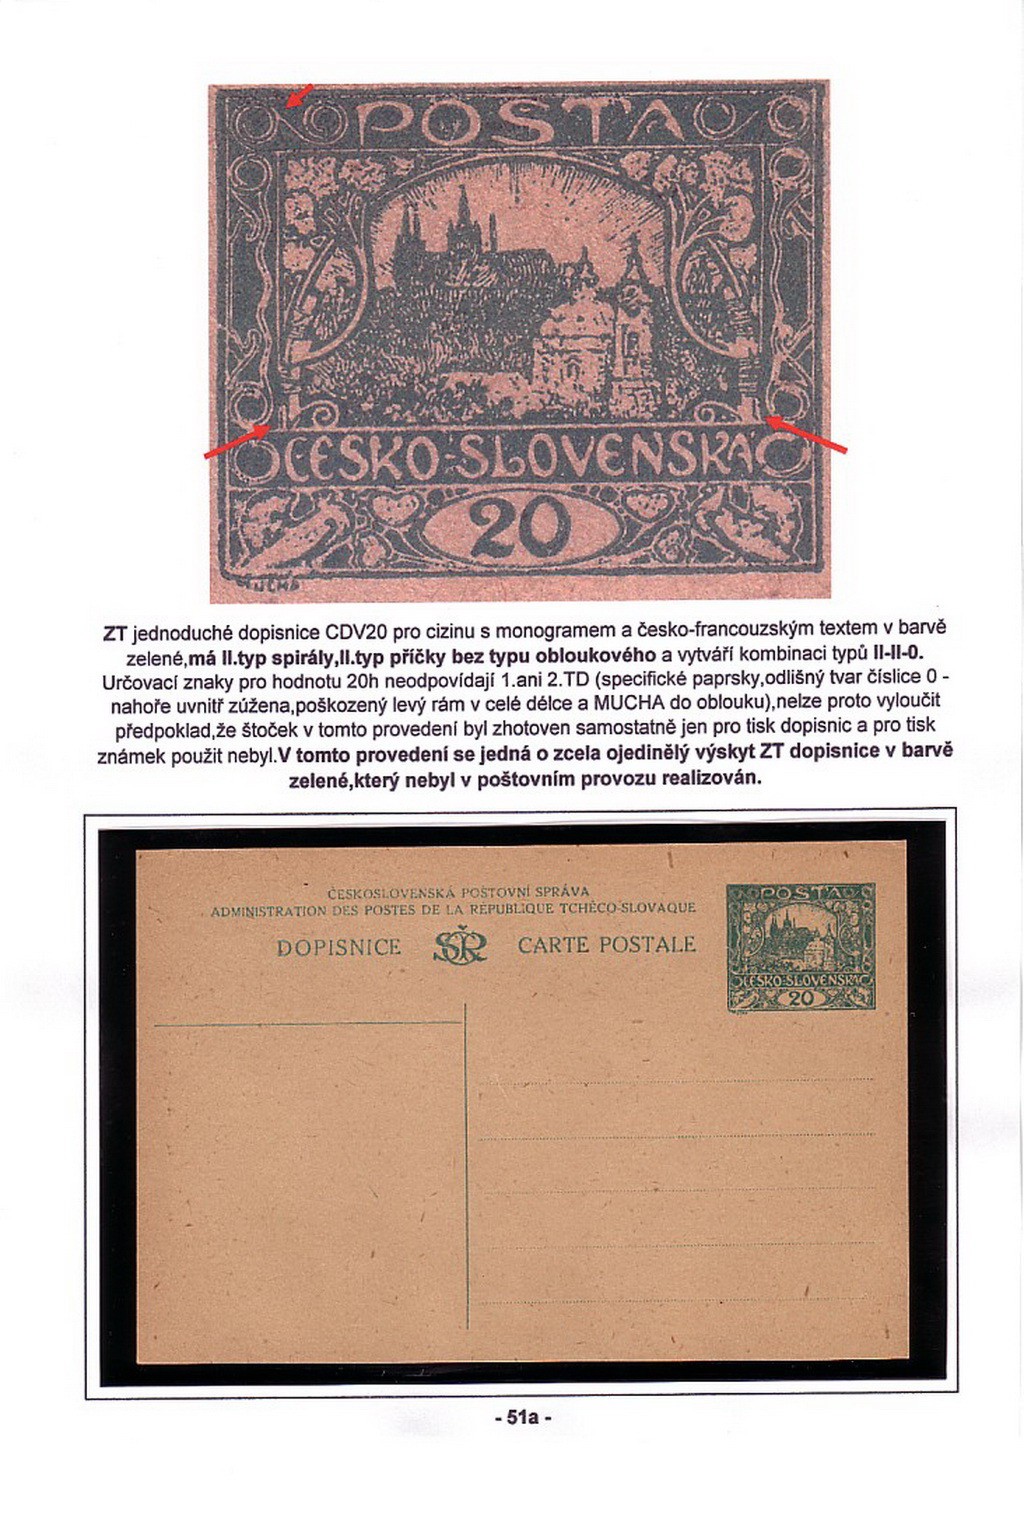 POSTA
ČESKO-SLOVENSKÁ
20
MUCHA
ZT jednoduché dopisnice CDV20 pro cizinu s monogramem a česko-francouzským textem v barvě
zelené,má II.typ spirály,II.typ příčky bez typu obloukového a vytváří kombinaci typů II-II-0.
Určovací znaky pro hodnotu 20h neodpovídají 1.ani 2.TD (specifické paprsky,odlišný tvar číslice 0 -
nahoře uvnitř zúžena,poškozený levý rám v celé délce a MUCHA do oblouku),nelze proto vyloučit
předpoklad,že štoček v tomto provedení byl zhotoven samostatně jen pro tisk dopisnic a pro tisk
známek použit nebyl.V tomto provedení se jedná o zcela ojedinělý výskyt ZT dopisnice v barvě
zelené,který nebyl v poštovním provozu realizován.
ČESKOSLOVENSKÁ POŠTOVNÍ SPRÁVA
ADMINISTRATION DES POSTES DE LA RÉPUBLIQUE TCHÉCO-SLOVAQUE
DOPISNICE ČSR CARTE POSTALE
POSTA
ČESKO-SLOVENSKÁ
20
- 51a -